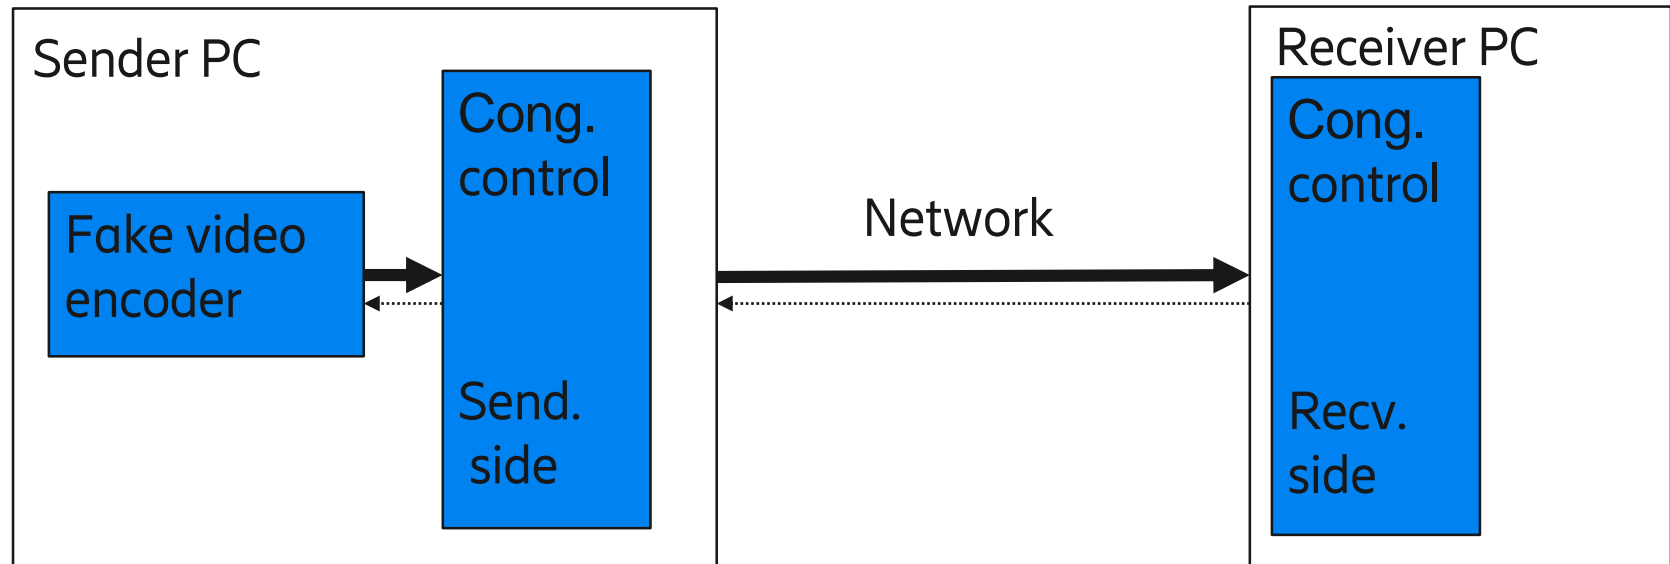 Sender PC
Cong.
control
Fake video
encoder
Send.
side
Network
Receiver PC
Cong.
control
Recv.
side